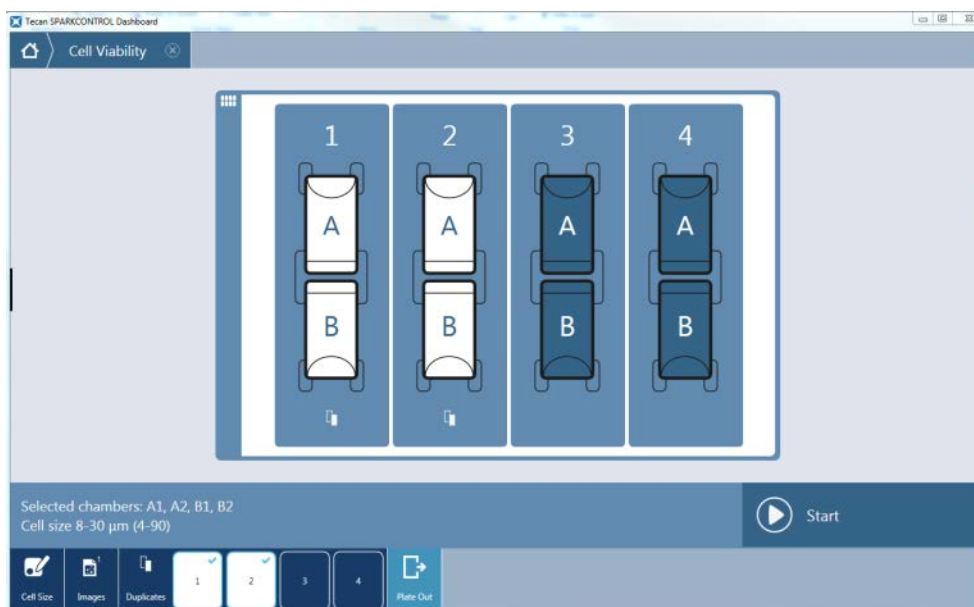 Tecan SPARKCONTROL Dashboard
Cell Viability
1 2 3 4
A A A A
B B B B
Selected chambers: A1, A2, B1, B2
Cell size 8-30 µm (4-90)
Start
1 2 3 4
Cell Size Images Duplicates Plate Out